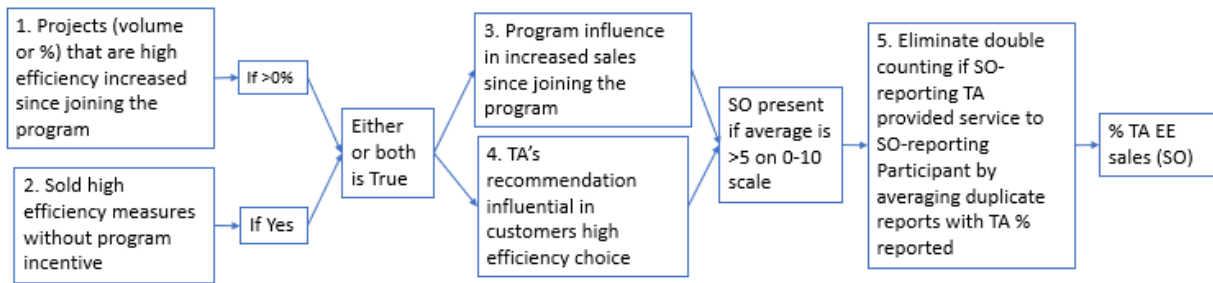 1. Projects (volume
or %) that are high
efficiency increased
since joining the
program
If >0%
2. Sold high
efficiency measures
without program
incentive
If Yes
Either
or both
is True
3. Program influence
in increased sales
since joining the
program
4. TA's
recommendation
influential in
customers high
efficiency choice
SO present
if average is
>5 on 0-10
scale
5. Eliminate double
counting if SO-
reporting TA
provided service to
SO-reporting
Participant by
averaging duplicate
reports with TA %
reported
% TA EE
sales (SO)